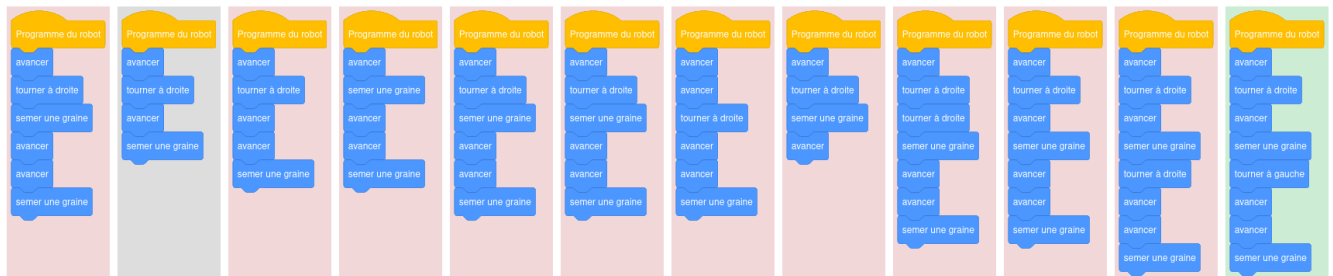 Programme du robot
avancer
tourner à droite
semer une graine
avancer
avancer
semer une graine
Programme du robot
avancer
tourner à droite
avancer
semer une graine
Programme du robot
avancer
tourner à droite
avancer
avancer
semer une graine
Programme du robot
avancer
semer une graine
avancer
avancer
semer une graine
Programme du robot
avancer
tourner à droite
semer une graine
avancer
avancer
semer une graine
Programme du robot
avancer
tourner à droite
semer une graine
avancer
avancer
semer une graine
Programme du robot
avancer
avancer
tourner à droite
avancer
avancer
semer une graine
Programme du robot
avancer
tourner à droite
semer une graine
avancer
Programme du robot
avancer
tourner à droite
tourner à droite
semer une graine
avancer
avancer
semer une graine
Programme du robot
avancer
tourner à droite
avancer
semer une graine
avancer
avancer
semer une graine
Programme du robot
avancer
tourner à droite
avancer
semer une graine
tourner à droite
avancer
avancer
semer une graine
Programme du robot
avancer
tourner à droite
avancer
semer une graine
tourner à gauche
avancer
avancer
semer une graine